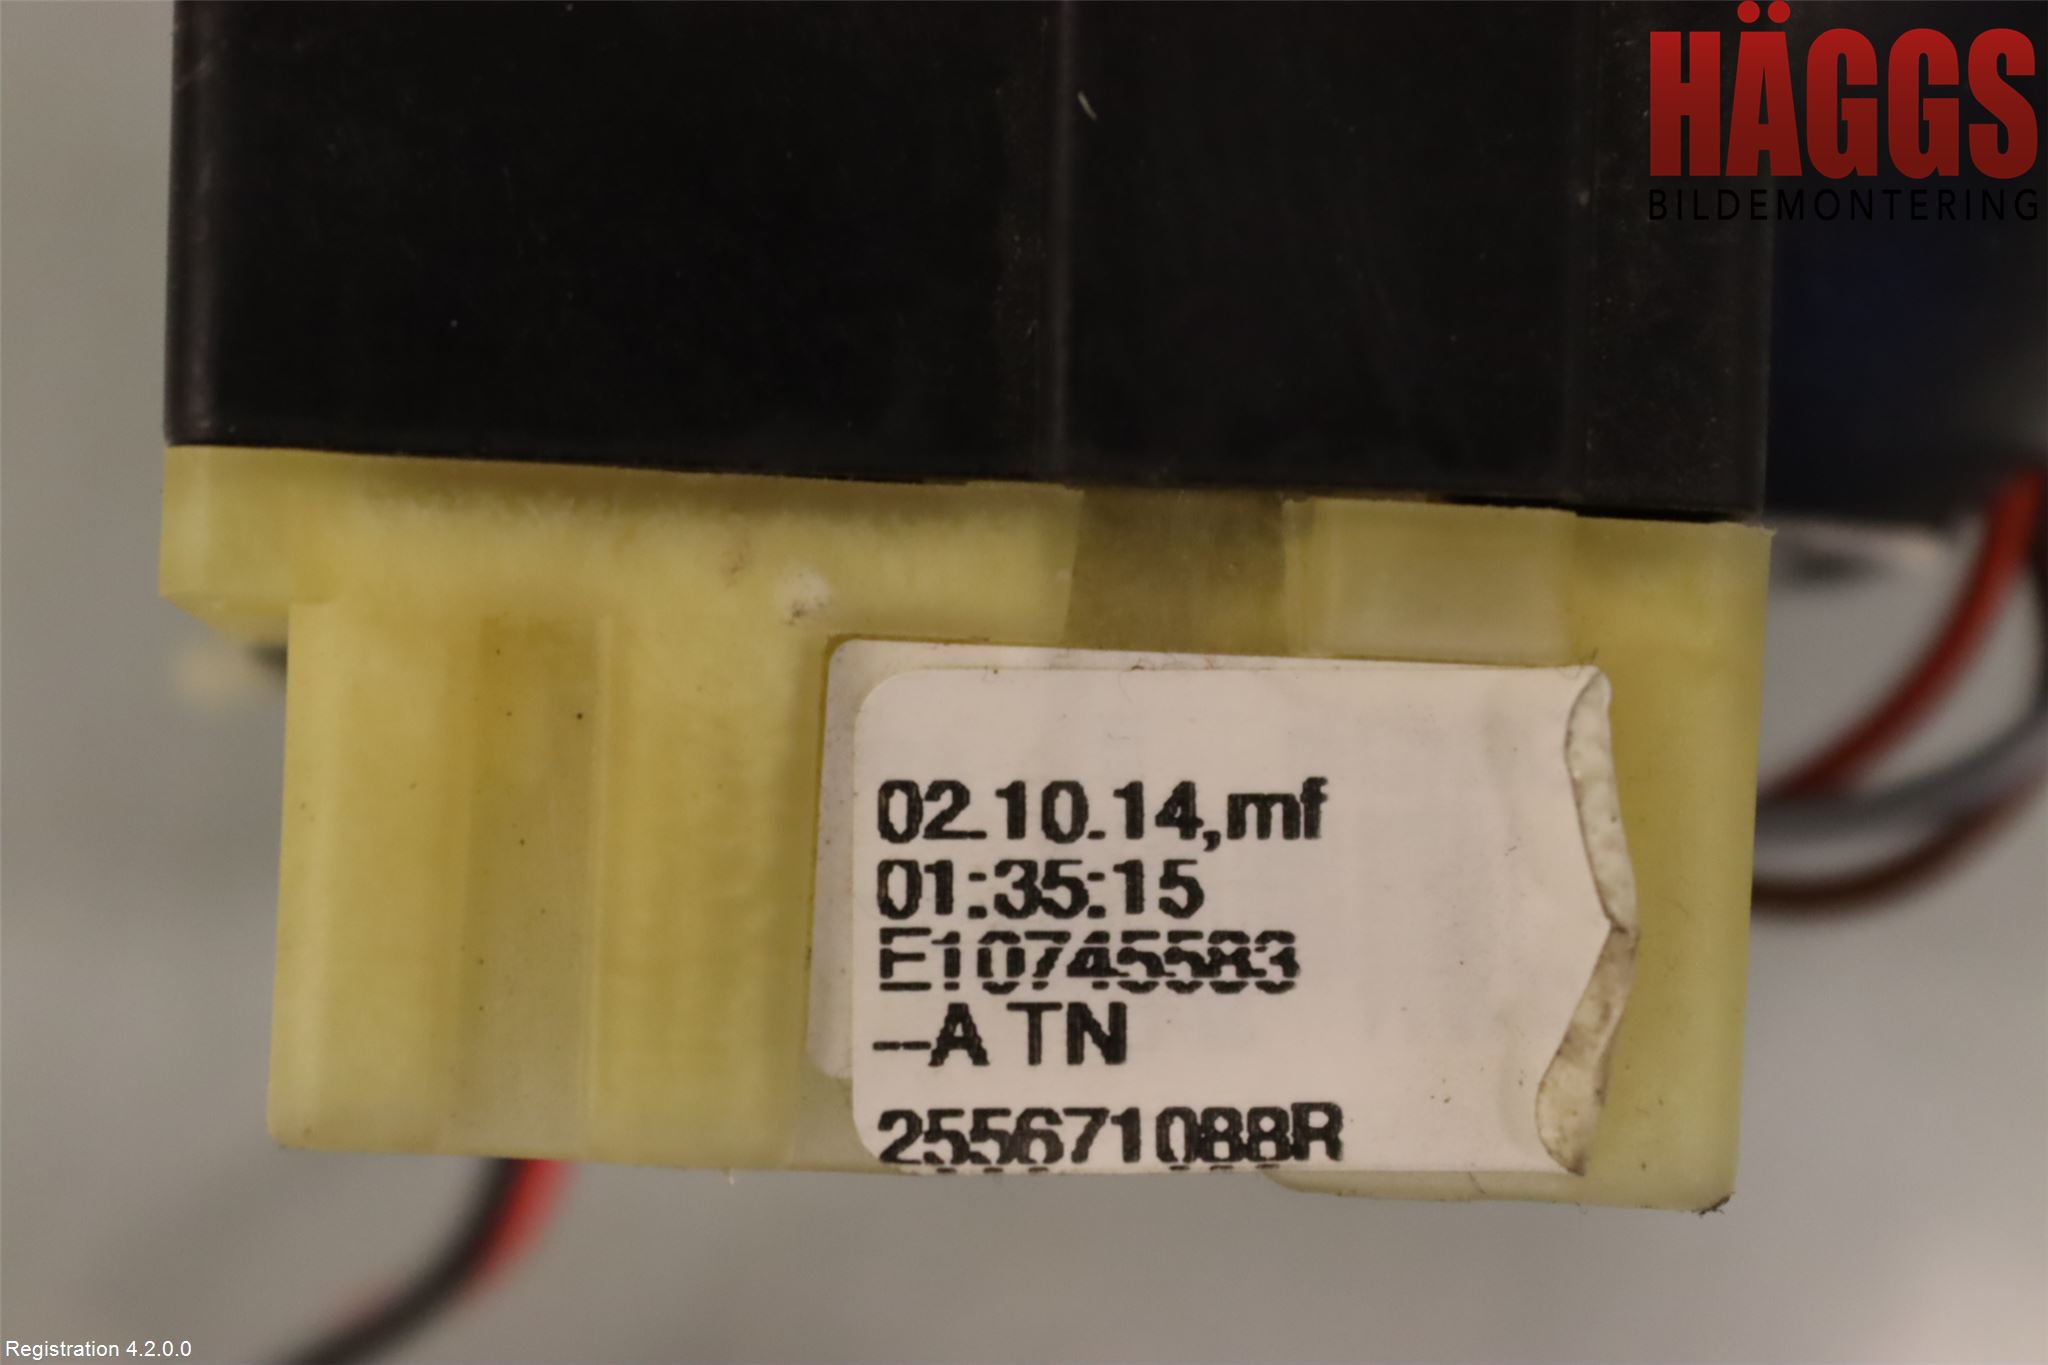 HÄGGS
BILDEMONTERING
02.10.14,mf
01:35:15
E10745583
--A TN
255671088R
Registration 4.2.0.0